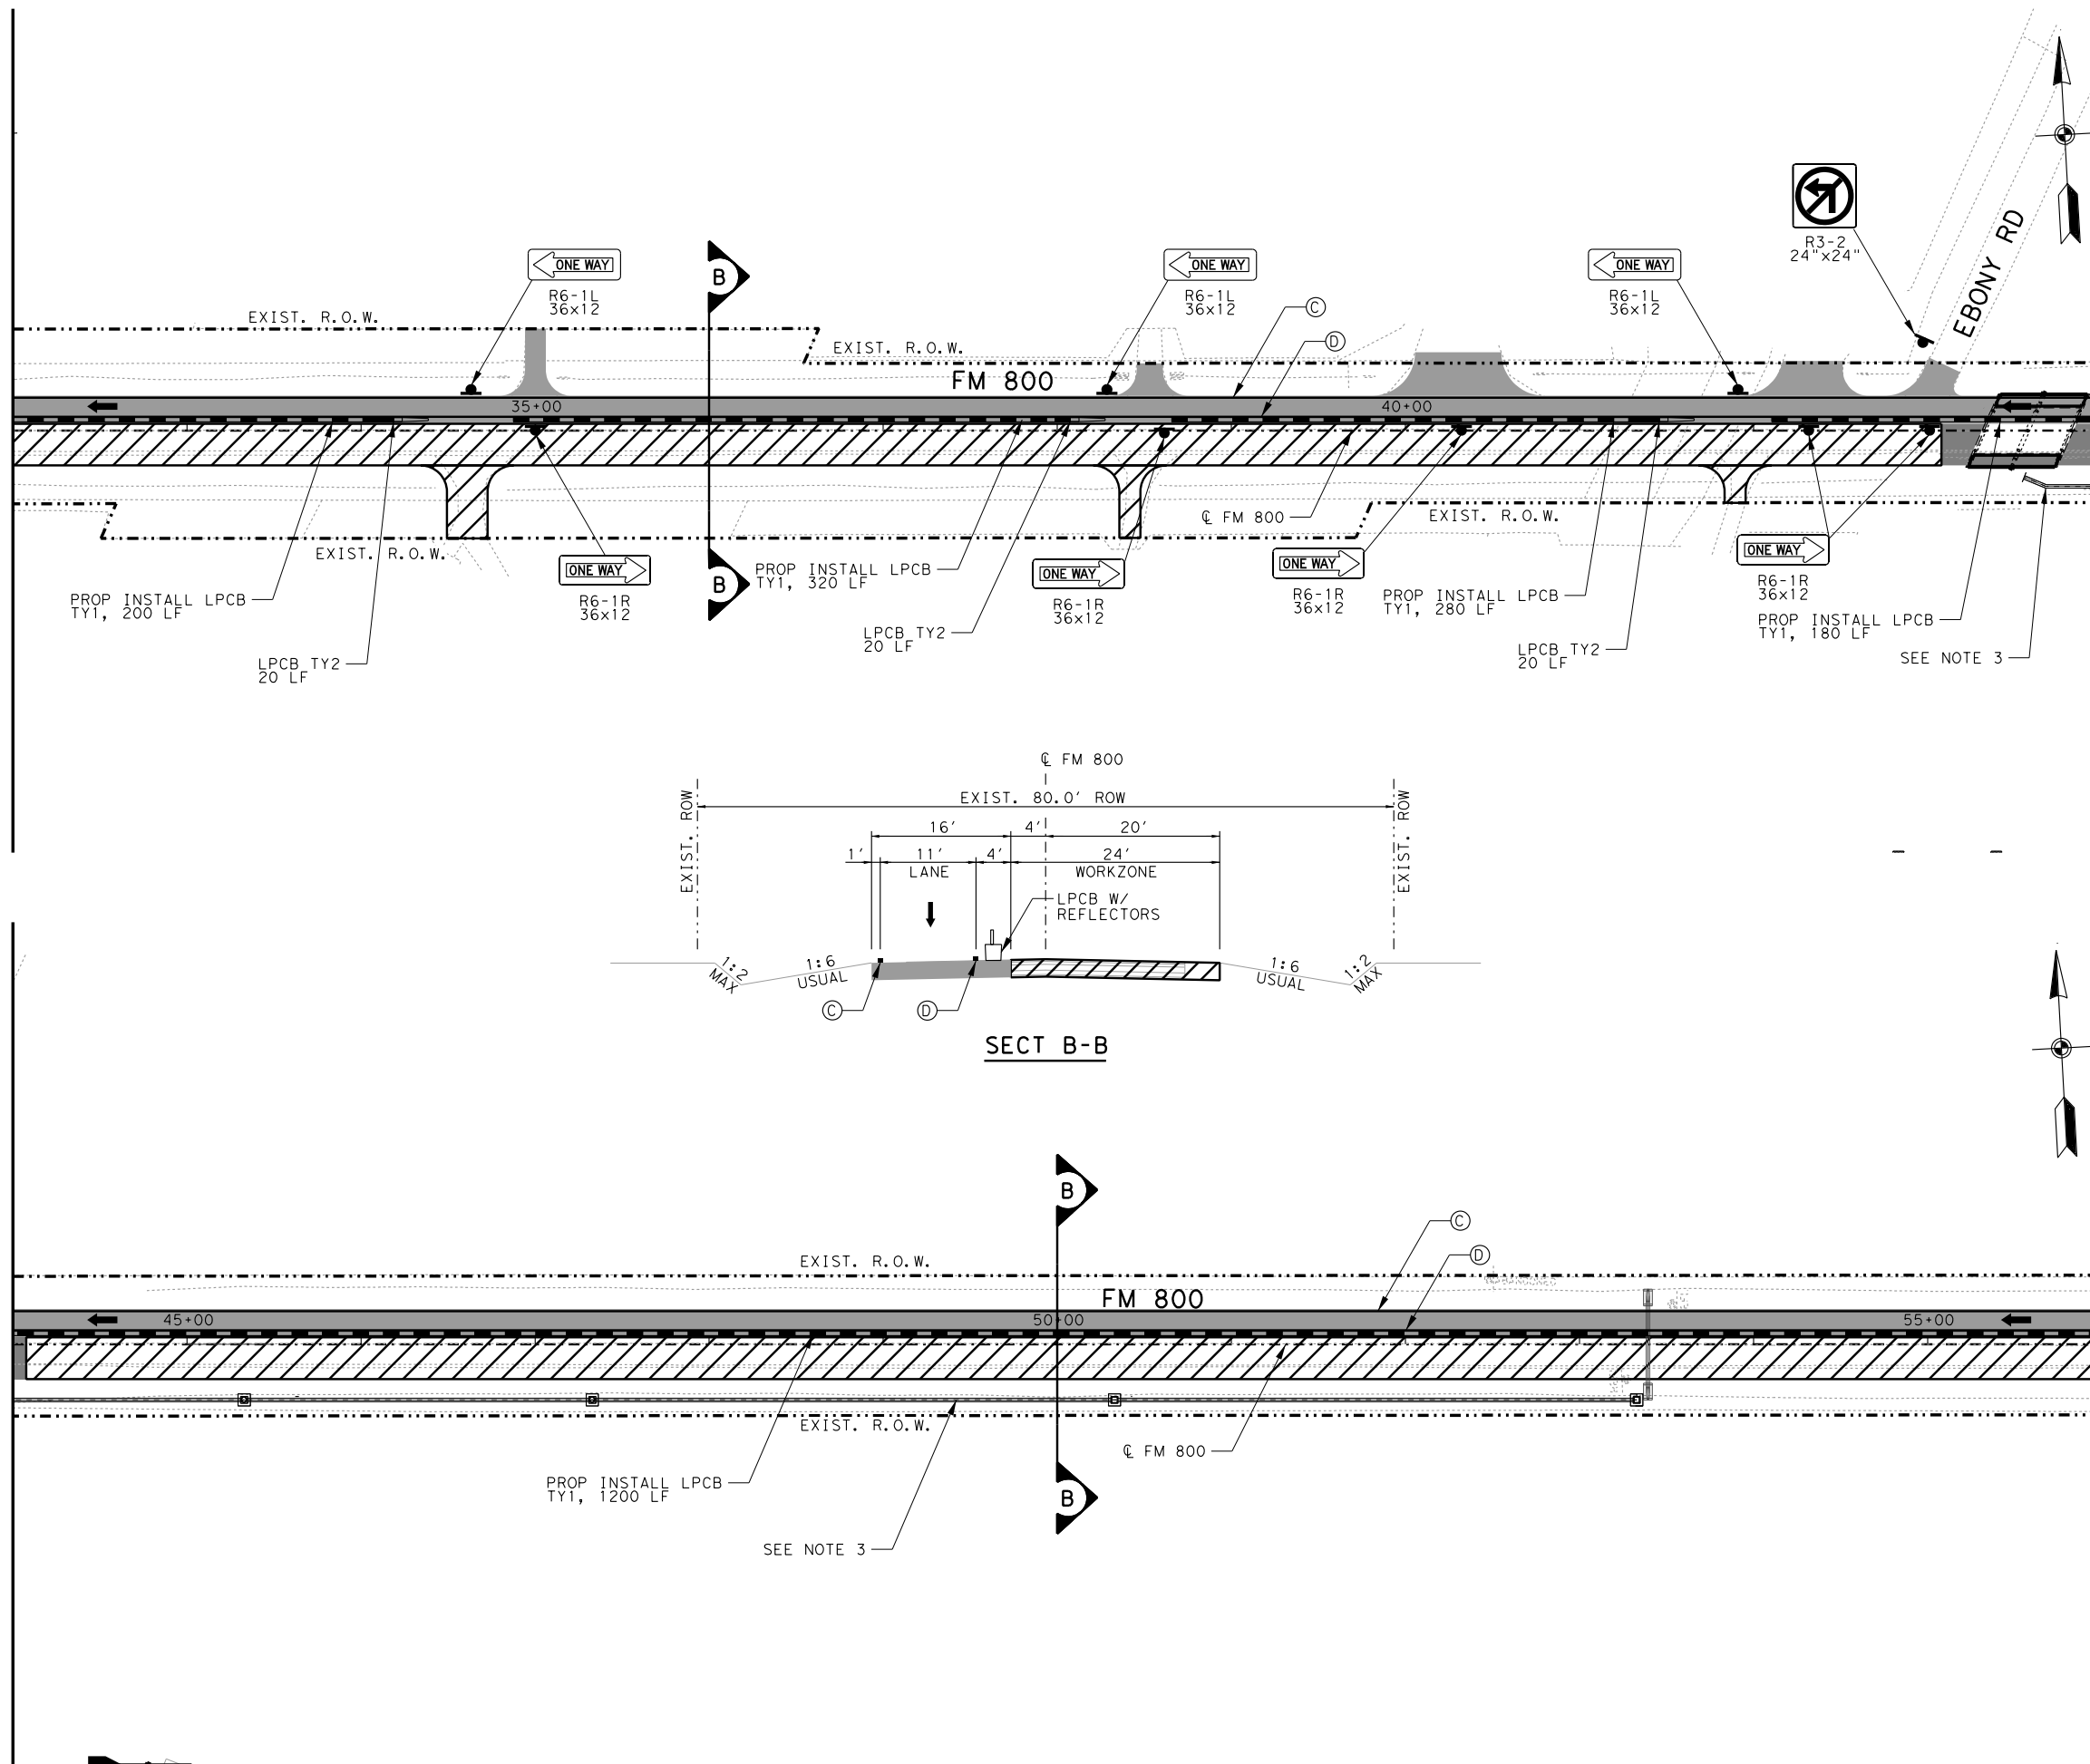 R3-2
24"x24"
EBONY RD
ONE WAY
R6-1L
36x12
B
ONE WAY
R6-1L
36x12
ONE WAY
R6-1L
36x12
C
D
EXIST. R.O.W.
EXIST. R.O.W.
FM 800
35+00
40+00
℄ FM 800
EXIST. R.O.W.
EXIST. R.O.W.
ONE WAY
R6-1R
36x12
B
PROP INSTALL LPCB
TY1, 320 LF
ONE WAY
R6-1R
36x12
ONE WAY
R6-1R
36x12
PROP INSTALL LPCB
TY1, 280 LF
ONE WAY
R6-1R
36x12
PROP INSTALL LPCB
TY1, 200 LF
PROP INSTALL LPCB
TY1, 180 LF
LPCB TY2
20 LF
LPCB TY2
20 LF
LPCB TY2
20 LF
SEE NOTE 3
℄ FM 800
EXIST. ROW
EXIST. 80.0' ROW
EXIST. ROW
16'
4'
20'
1'
11'
LANE
4'
24'
WORKZONE
LPCB W/
REFLECTORS
1:2
MAX
1:6
USUAL
1:6
USUAL
1:2
MAX
C
D
SECT B-B
B
C
D
EXIST. R.O.W.
FM 800
45+00
50+00
55+00
EXIST. R.O.W.
℄ FM 800
PROP INSTALL LPCB
TY1, 1200 LF
B
SEE NOTE 3